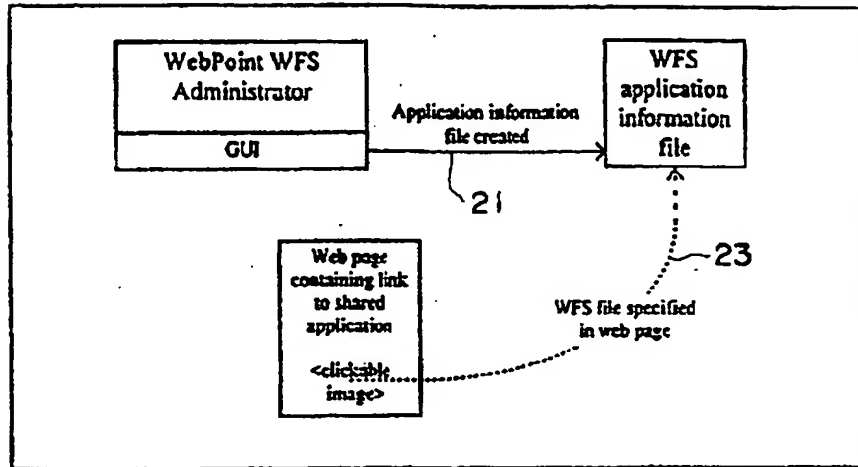 WebPoint WFS
Administrator
GUI
Application information
file created
21
WFS
application
information
file
Web page
containing link
to shared
application
<clickable
image>
23
WFS file specified
in web page